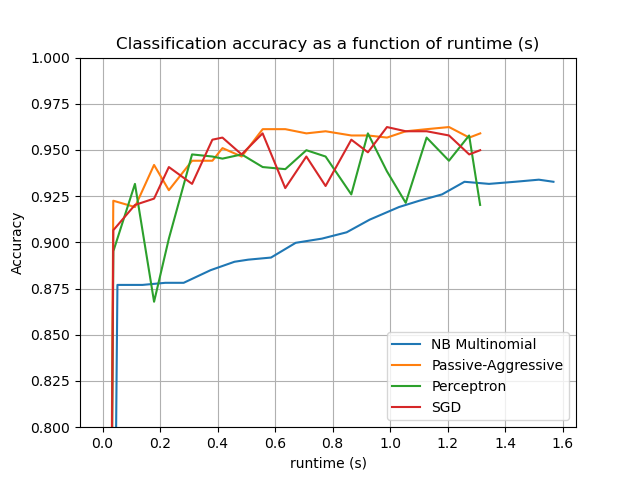 Classification accuracy as a function of runtime (s)
1.000
0.975
0.950
0.925
0.900
0.875
0.850
0.825
0.800
Accuracy
NB Multinomial
Passive-Aggressive
Perceptron
SGD
0.0 0.2 0.4 0.6 0.8 1.0 1.2 1.4 1.6
runtime (s)